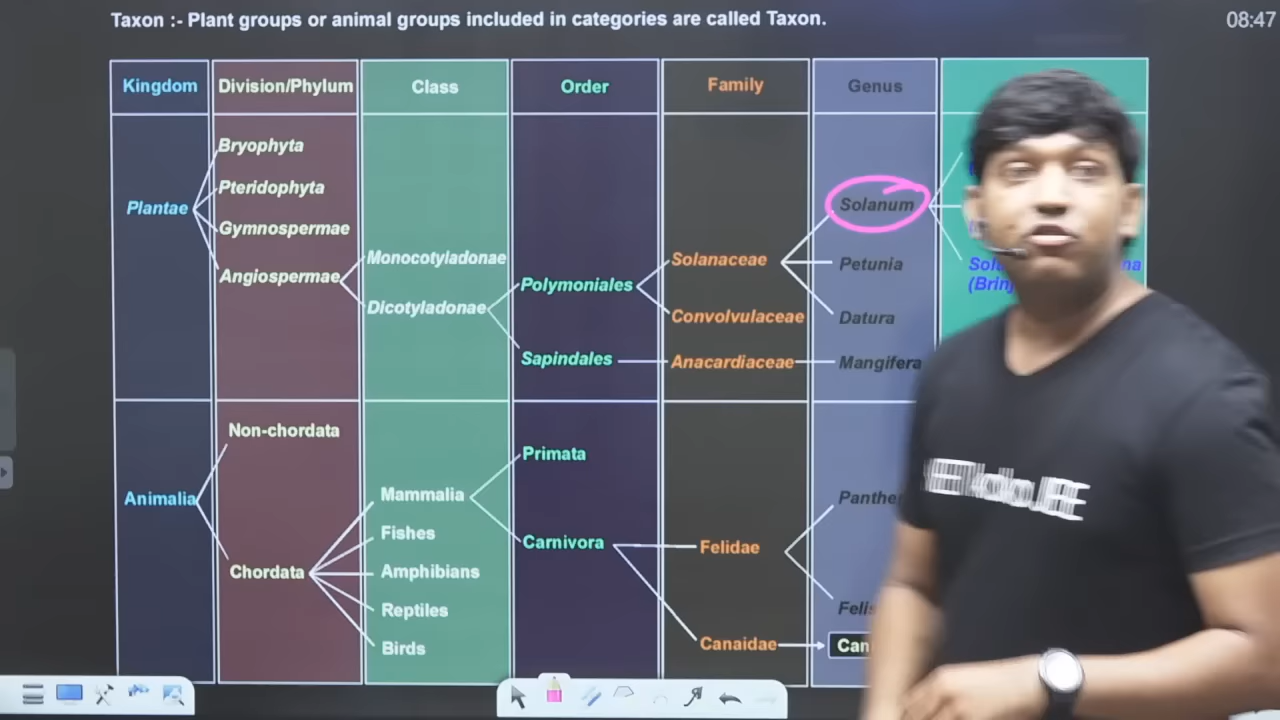 Taxon :- Plant groups or animal groups included in categories are called Taxon.
08:47
Kingdom Division/Phylum Class Order Family Genus
Bryophyta
Pteridophyta
Plantae
Solanum
Gymnospermae
Monocotyladonae
Solanaceae
Petunia
Angiospermae
Polymoniales
Dicotyladonae
Convolvulaceae
Datura
Sapindales
Anacardiaceae
Mangifera
Non-chordata
Primata
Animalia
Mammalia
Fishes
Carnivora
Felidae
Chordata
Amphibians
Reptiles
Birds
Canaidae